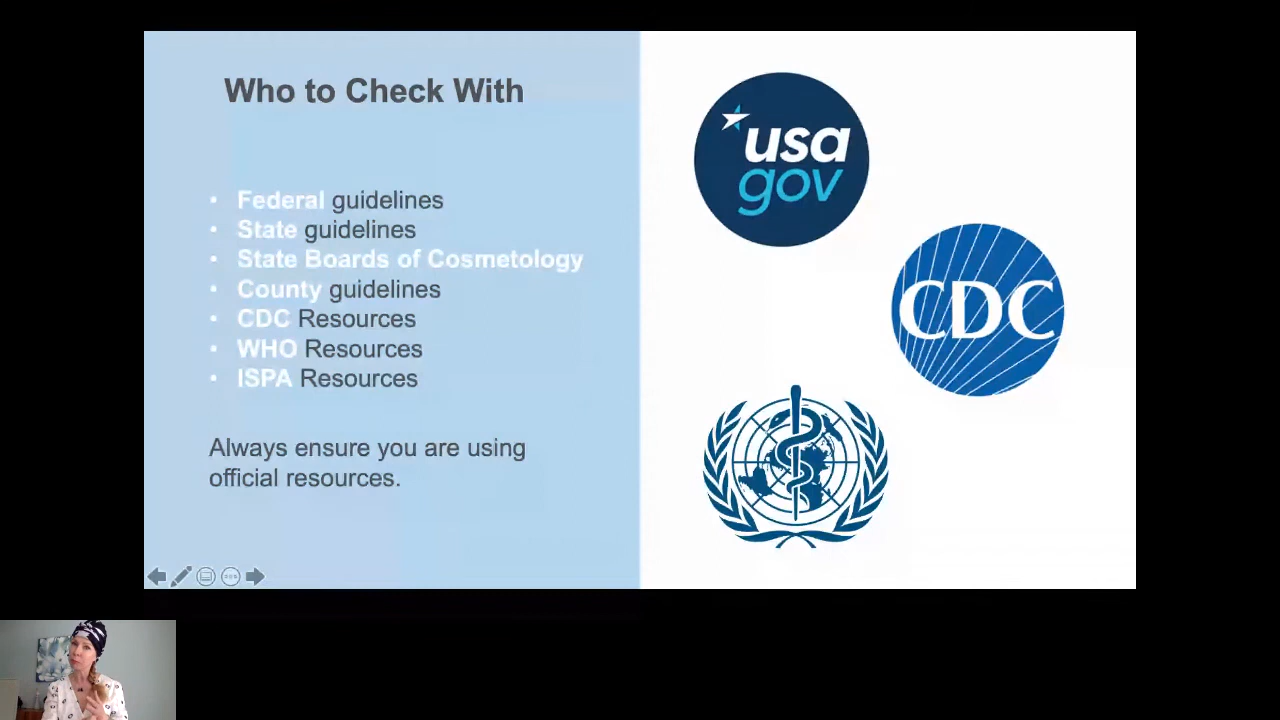 Who to Check With
• Federal guidelines
• State guidelines
• State Boards of Cosmetology
• County guidelines
• CDC Resources
• WHO Resources
• ISPA Resources
Always ensure you are using
official resources.
usa
gov
CDC